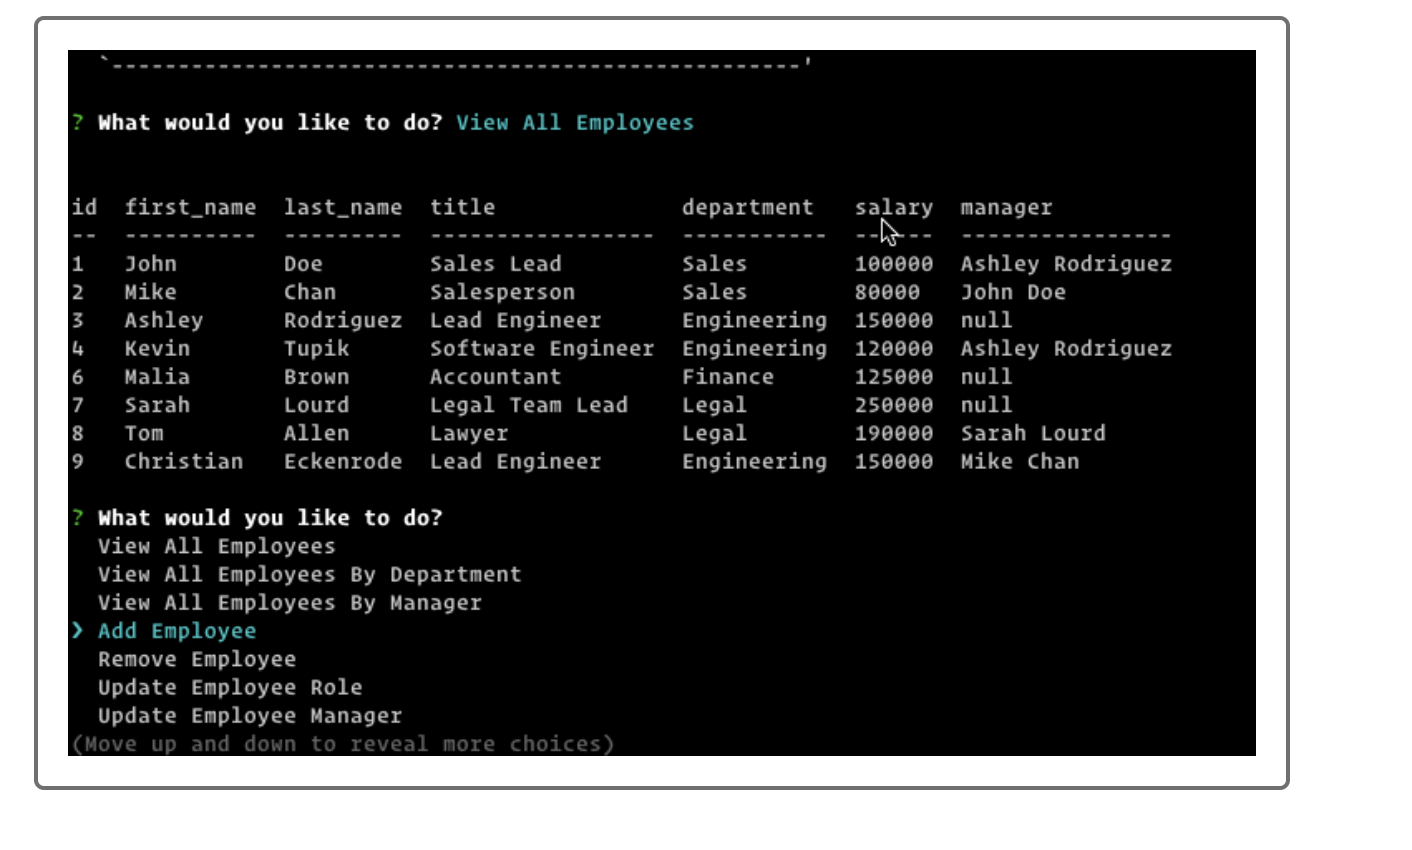 `----------------------------------------------------'
? What would you like to do? View All Employees
id  first_name  last_name  title              department   salary  manager
--  ----------  ---------  -----------------  -----------  ------  ----------------
1   John        Doe        Sales Lead         Sales        100000  Ashley Rodriguez
2   Mike        Chan       Salesperson        Sales        80000   John Doe
3   Ashley      Rodriguez  Lead Engineer      Engineering  150000  null
4   Kevin       Tupik      Software Engineer  Engineering  120000  Ashley Rodriguez
6   Malia       Brown      Accountant         Finance      125000  null
7   Sarah       Lourd      Legal Team Lead    Legal        250000  null
8   Tom         Allen      Lawyer             Legal        190000  Sarah Lourd
9   Christian   Eckenrode  Lead Engineer      Engineering  150000  Mike Chan
? What would you like to do?
View All Employees
View All Employees By Department
View All Employees By Manager
❯ Add Employee
Remove Employee
Update Employee Role
Update Employee Manager
(Move up and down to reveal more choices)